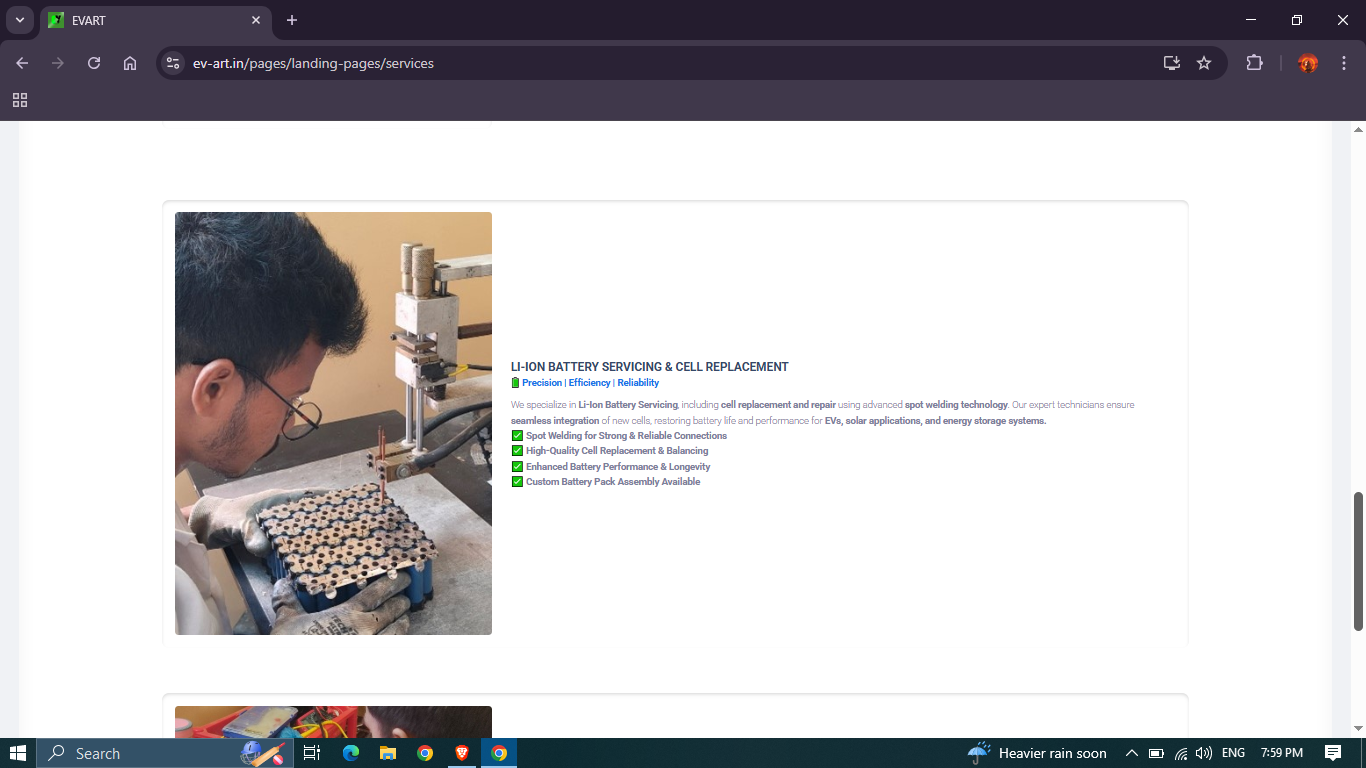 EVART
ev-art.in/pages/landing-pages/services
LI-ION BATTERY SERVICING & CELL REPLACEMENT
🔋 Precision | Efficiency | Reliability
We specialize in Li-Ion Battery Servicing, including cell replacement and repair using advanced spot welding technology. Our expert technicians ensure
seamless integration of new cells, restoring battery life and performance for EVs, solar applications, and energy storage systems.
✅ Spot Welding for Strong & Reliable Connections
✅ High-Quality Cell Replacement & Balancing
✅ Enhanced Battery Performance & Longevity
✅ Custom Battery Pack Assembly Available
Search
Heavier rain soon
ENG
7:59 PM